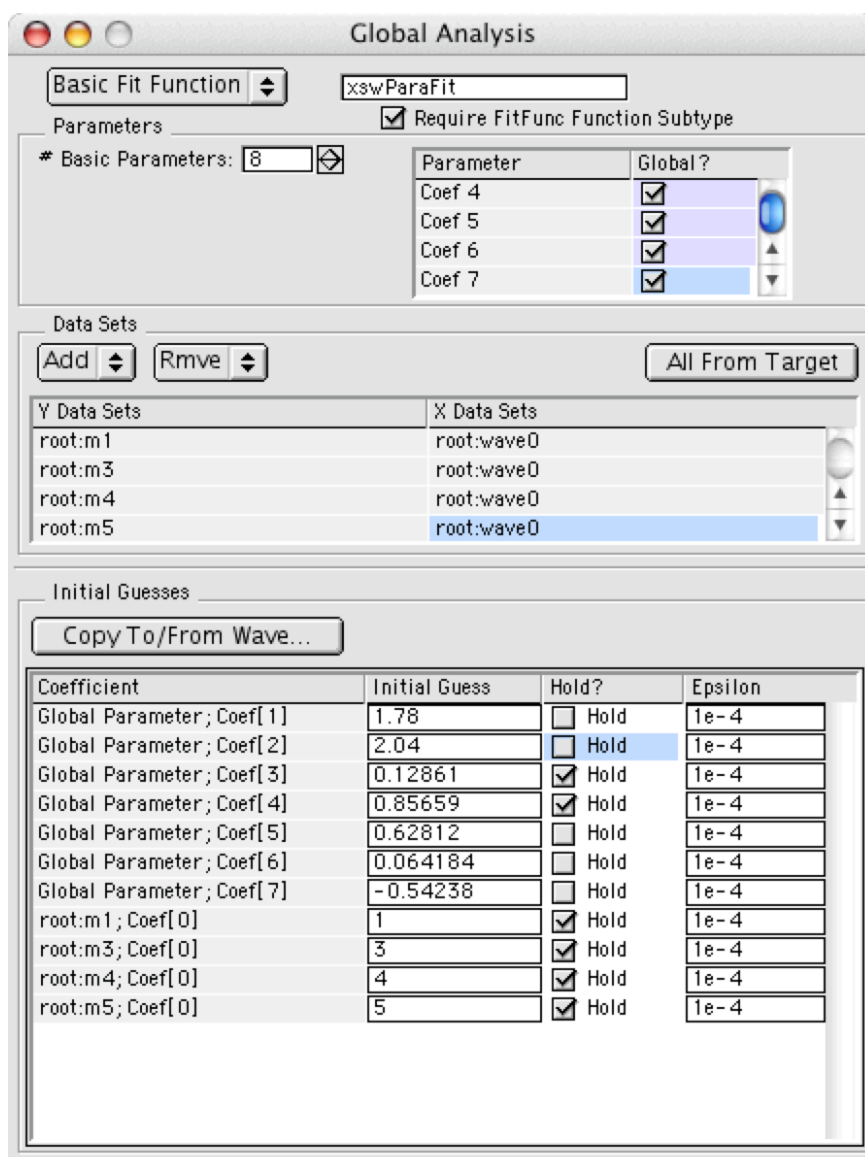 Global Analysis
Basic Fit Function xswParaFit
Require FitFunc Function Subtype
Parameters
# Basic Parameters: 8
Parameter Global?
Coef 4
Coef 5
Coef 6
Coef 7
Data Sets
Add Rmve All From Target
Y Data Sets X Data Sets
root:m1 root:wave0
root:m3 root:wave0
root:m4 root:wave0
root:m5 root:wave0
Initial Guesses
Copy To/From Wave...
Coefficient Initial Guess Hold? Epsilon
Global Parameter; Coef[1] 1.78 Hold 1e-4
Global Parameter; Coef[2] 2.04 Hold 1e-4
Global Parameter; Coef[3] 0.12861 Hold 1e-4
Global Parameter; Coef[4] 0.85659 Hold 1e-4
Global Parameter; Coef[5] 0.62812 Hold 1e-4
Global Parameter; Coef[6] 0.064184 Hold 1e-4
Global Parameter; Coef[7] -0.54238 Hold 1e-4
root:m1; Coef[0] 1 Hold 1e-4
root:m3; Coef[0] 3 Hold 1e-4
root:m4; Coef[0] 4 Hold 1e-4
root:m5; Coef[0] 5 Hold 1e-4